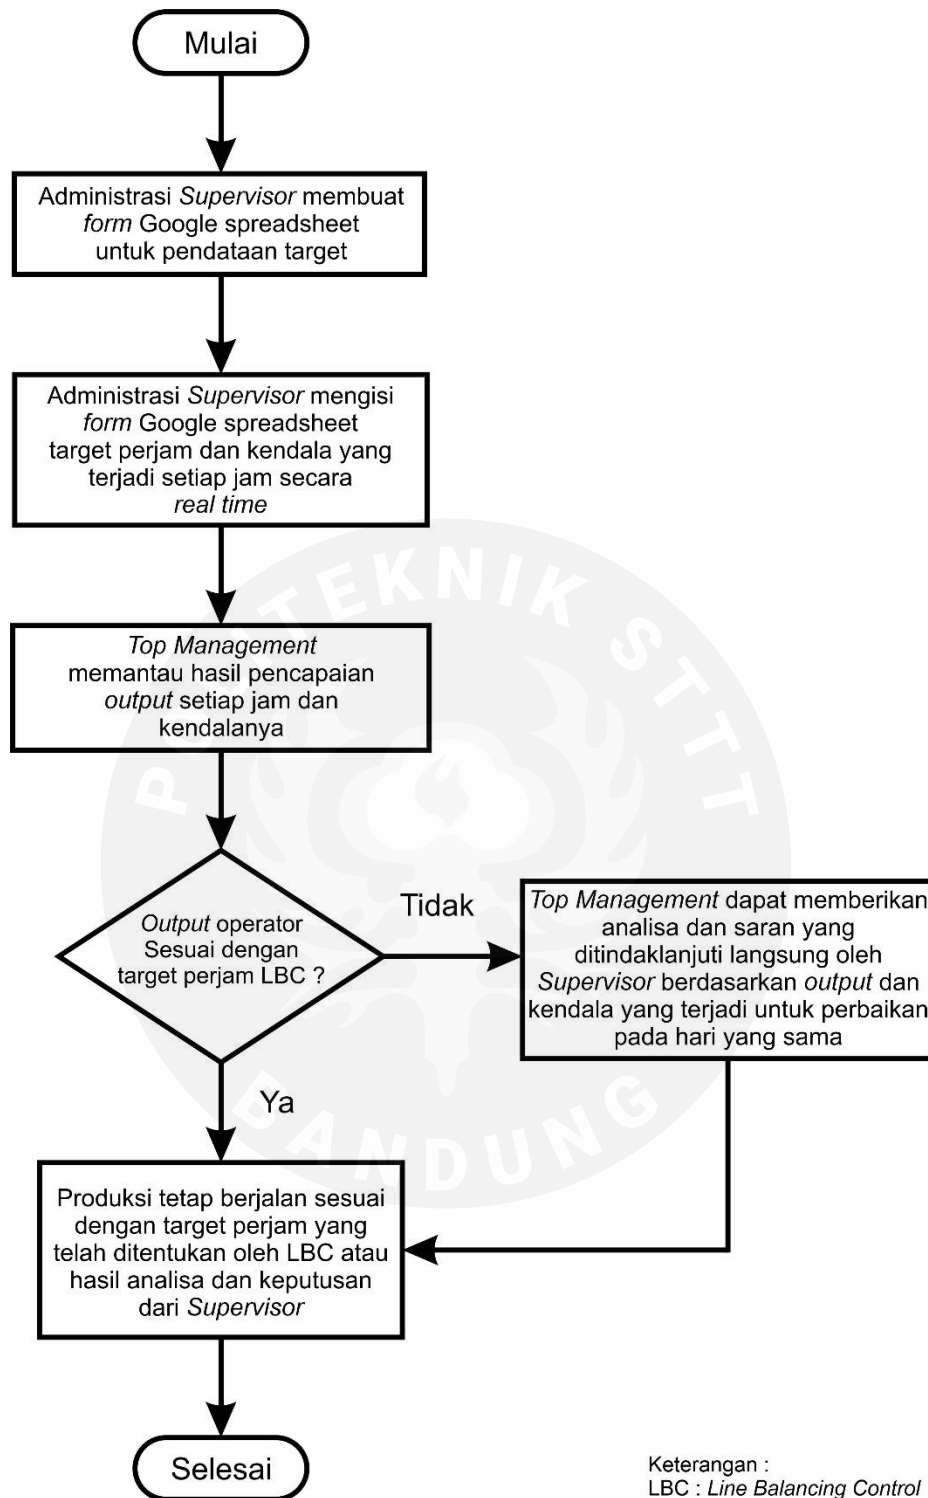 Mulai
Administrasi Supervisor membuat
form Google spreadsheet
untuk pendataan target
Administrasi Supervisor mengisi
form Google spreadsheet
target perjam dan kendala yang
terjadi setiap jam secara
real time
Top Management
memantau hasil pencapaian
output setiap jam dan
kendalanya
Output operator
Sesuai dengan
target perjam LBC ?
Tidak
Top Management dapat memberikan
analisa dan saran yang
ditindaklanjuti langsung oleh
Supervisor berdasarkan output dan
kendala yang terjadi untuk perbaikan
pada hari yang sama
Ya
Produksi tetap berjalan sesuai
dengan target perjam yang
telah ditentukan oleh LBC atau
hasil analisa dan keputusan
dari Supervisor
Selesai
Keterangan :
LBC : Line Balancing Control
POLITEKNIK STTT
BANDUNG